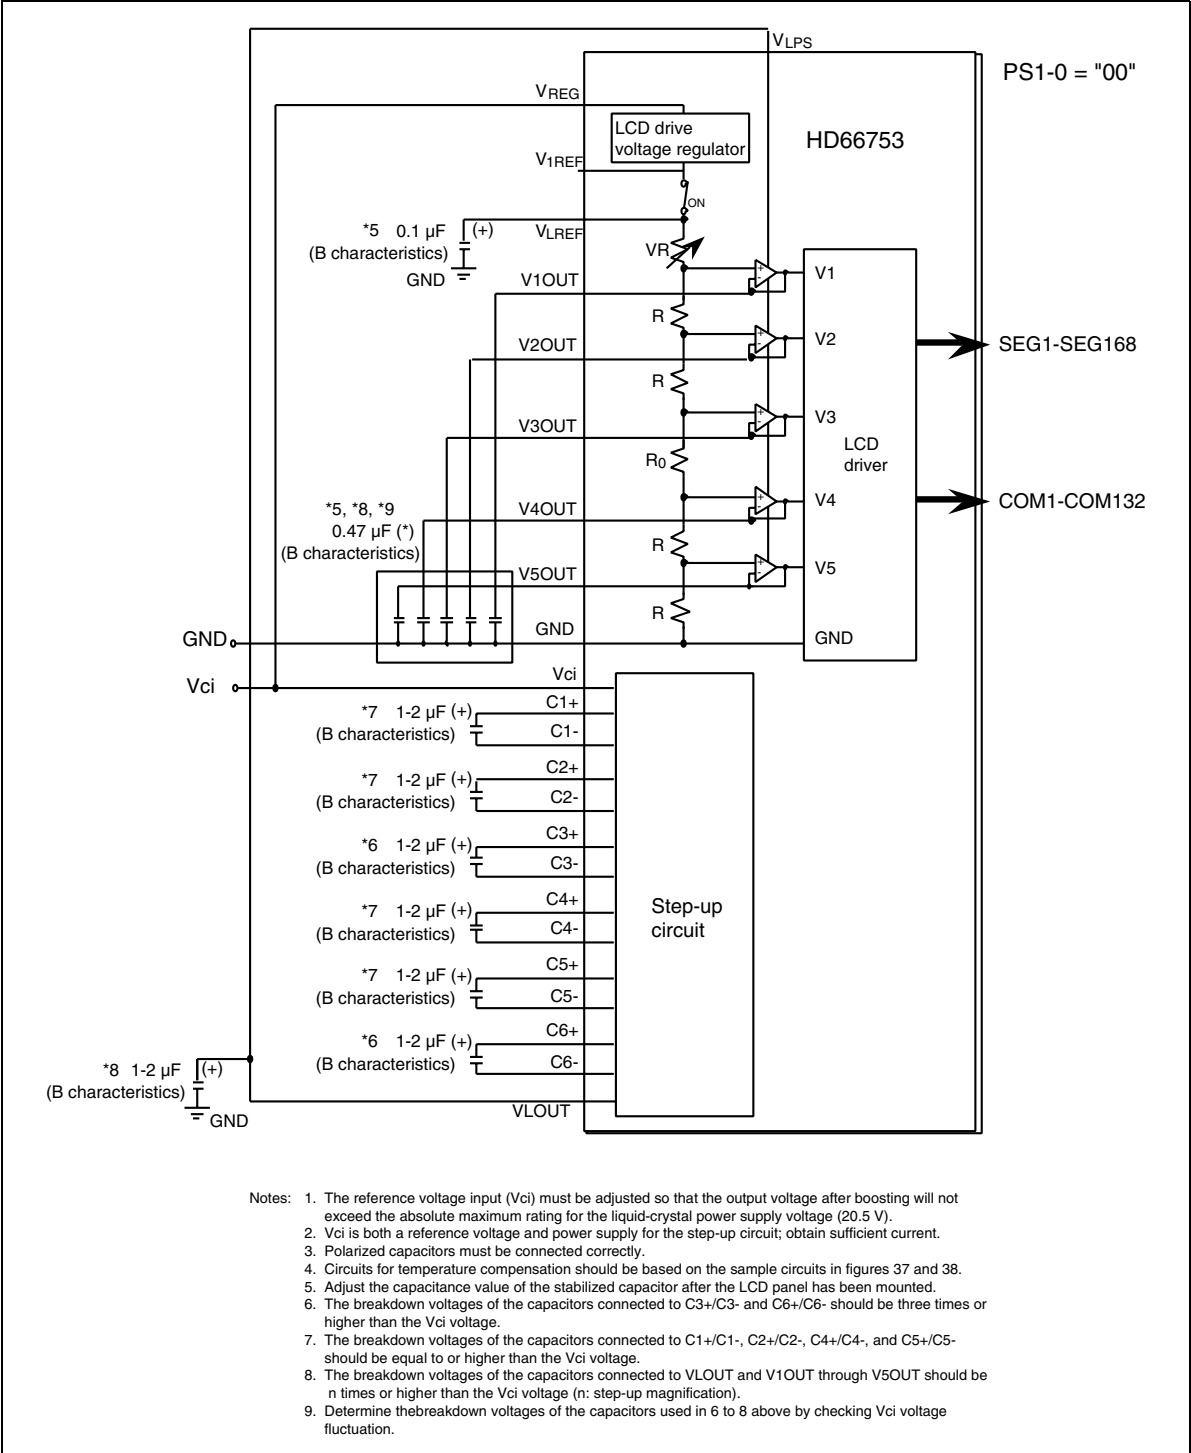 VLPS
PS1-0 = "00"
VREG
LCD drive
voltage regulator
HD66753
V1REF
ON
*5 0.1 µF (+)
(B characteristics)
GND
VLREF
VR
V1OUT
V1
R
V2OUT
V2
SEG1-SEG168
R
V3OUT
V3
LCD
driver
R0
*5, *8, *9
0.47 µF (*)
(B characteristics)
V4OUT
V4
COM1-COM132
R
V5OUT
V5
R
GND
GND
GND
Vci
Vci
*7 1-2 µF (+)
(B characteristics)
C1+
C1-
*7 1-2 µF (+)
(B characteristics)
C2+
C2-
*6 1-2 µF (+)
(B characteristics)
C3+
C3-
*7 1-2 µF (+)
(B characteristics)
C4+
C4-
Step-up
circuit
*7 1-2 µF (+)
(B characteristics)
C5+
C5-
*6 1-2 µF (+)
(B characteristics)
C6+
C6-
*8 1-2 µF (+)
(B characteristics)
GND
VLOUT
+
-
+
-
+
-
+
-
+
-
Notes: 1. The reference voltage input (Vci) must be adjusted so that the output voltage after boosting will not
exceed the absolute maximum rating for the liquid-crystal power supply voltage (20.5 V).
2. Vci is both a reference voltage and power supply for the step-up circuit; obtain sufficient current.
3. Polarized capacitors must be connected correctly.
4. Circuits for temperature compensation should be based on the sample circuits in figures 37 and 38.
5. Adjust the capacitance value of the stabilized capacitor after the LCD panel has been mounted.
6. The breakdown voltages of the capacitors connected to C3+/C3- and C6+/C6- should be three times or
higher than the Vci voltage.
7. The breakdown voltages of the capacitors connected to C1+/C1-, C2+/C2-, C4+/C4-, and C5+/C5-
should be equal to or higher than the Vci voltage.
8. The breakdown voltages of the capacitors connected to VLOUT and V1OUT through V5OUT should be
n times or higher than the Vci voltage (n: step-up magnification).
9. Determine thebreakdown voltages of the capacitors used in 6 to 8 above by checking Vci voltage
fluctuation.